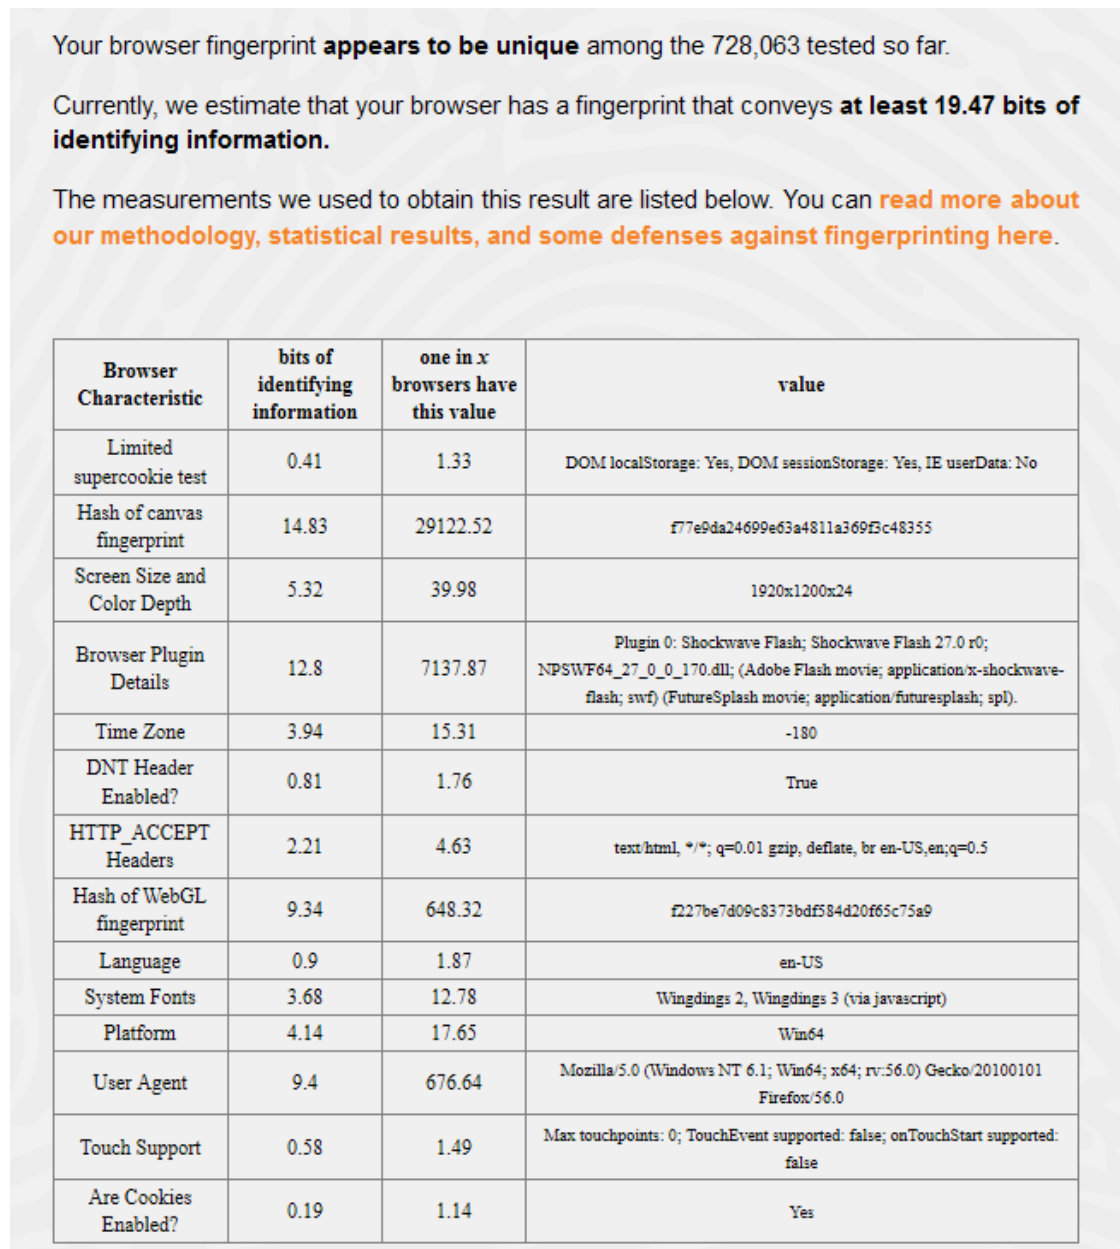 Your browser fingerprint appears to be unique among the 728,063 tested so far.
Currently, we estimate that your browser has a fingerprint that conveys at least 19.47 bits of
identifying information.
The measurements we used to obtain this result are listed below. You can read more about
our methodology, statistical results, and some defenses against fingerprinting here.
Browser
Characteristic
bits of
identifying
information
one in x
browsers have
this value
value
Limited
supercookie test
0.41
1.33
DOM localStorage: Yes, DOM sessionStorage: Yes, IE userData: No
Hash of canvas
fingerprint
14.83
29122.52
f77e9da24699e63a4811a369f3c48355
Screen Size and
Color Depth
5.32
39.98
1920x1200x24
Browser Plugin
Details
12.8
7137.87
Plugin 0: Shockwave Flash; Shockwave Flash 27.0 r0;
NPSWF64_27_0_0_170.dll; (Adobe Flash movie; application/x-shockwave-
flash; swf) (FutureSplash movie; application/futuresplash; spl).
Time Zone
3.94
15.31
-180
DNT Header
Enabled?
0.81
1.76
True
HTTP_ACCEPT
Headers
2.21
4.63
text/html, */*; q=0.01 gzip, deflate, br en-US,en;q=0.5
Hash of WebGL
fingerprint
9.34
648.32
f227be7d09c8373bdf584d20f65c75a9
Language
0.9
1.87
en-US
System Fonts
3.68
12.78
Wingdings 2, Wingdings 3 (via javascript)
Platform
4.14
17.65
Win64
User Agent
9.4
676.64
Mozilla/5.0 (Windows NT 6.1; Win64; x64; rv:56.0) Gecko/20100101
Firefox/56.0
Touch Support
0.58
1.49
Max touchpoints: 0; TouchEvent supported: false; onTouchStart supported:
false
Are Cookies
Enabled?
0.19
1.14
Yes